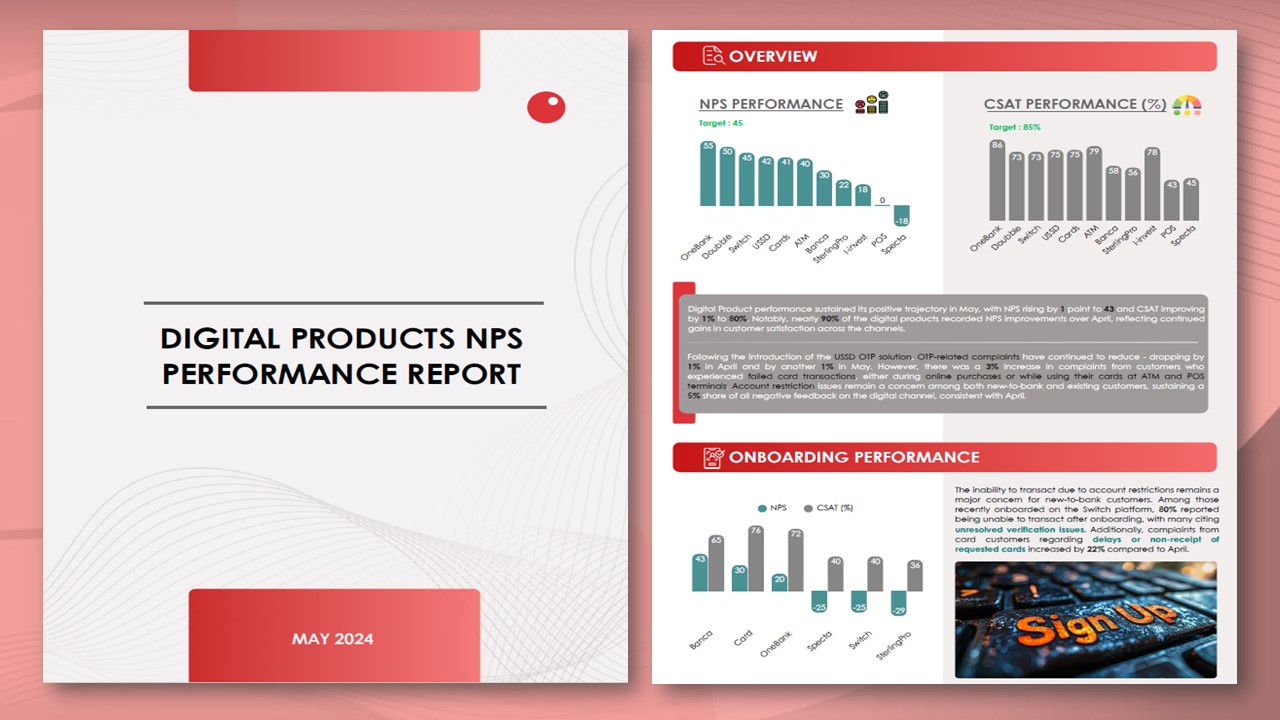 DIGITAL PRODUCTS NPS
PERFORMANCE REPORT
MAY 2024
OVERVIEW
NPS PERFORMANCE
Target : 45
55
50
45
42
41
40
30
22
18
0
-18
OneBank
Doubble
Switch
USSD
Cards
ATM
Banca
SterlingPro
I-invest
POS
Specta
CSAT PERFORMANCE (%)
Target : 85%
86
73
73
75
75
79
58
56
78
43
45
OneBank
Doubble
Switch
USSD
Cards
ATM
Banca
SterlingPro
I-invest
POS
Specta
Digital Product performance sustained its positive trajectory in May, with NPS rising by 1 point to 43 and CSAT improving
by 1% to 80%. Notably, nearly 90% of the digital products recorded NPS improvements over April, reflecting continued
gains in customer satisfaction across the channels.
Following the introduction of the USSD OTP solution, OTP-related complaints have continued to reduce - dropping by
1% in April and by another 1% in May. However, there was a 3% increase in complaints from customers who
experienced failed card transactions, either during online purchases or while using their cards at ATM and POS
terminals. Account restriction issues remain a concern among both new-to-bank and existing customers, sustaining a
5% share of all negative feedback on the digital channel, consistent with April.
ONBOARDING PERFORMANCE
NPS CSAT (%)
43
65
30
76
20
72
-25
40
-25
40
-29
36
Banca
Card
OneBank
Specta
Switch
SterlingPro
The inability to transact due to account restrictions remains a
major concern for new-to-bank customers. Among those
recently onboarded on the Switch platform, 80% reported
being unable to transact after onboarding, with many citing
unresolved verification issues. Additionally, complaints from
card customers regarding delays or non-receipt of
requested cards increased by 22% compared to April.
Sign Up